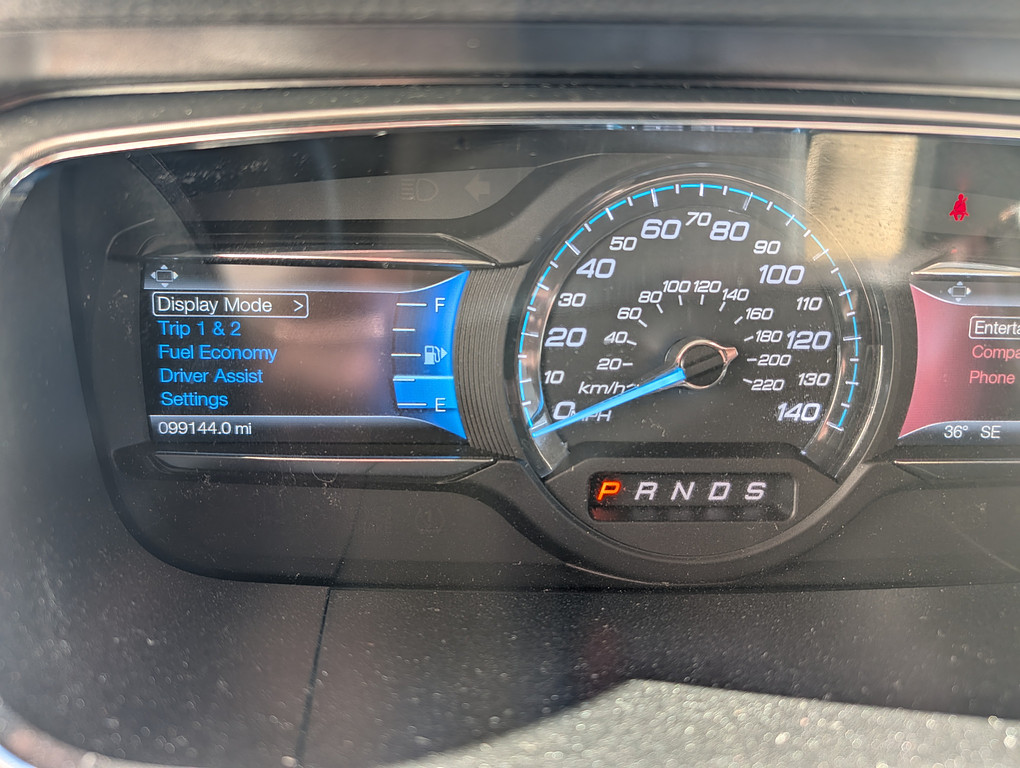 Display Mode >
Trip 1 & 2
Fuel Economy
Driver Assist
Settings
099144.0 mi
F
E
0 10 20 30 40 50 60 70 80 90 100 110 120 130 140
MPH
km/h
20 40 60 80 100 120 140 160 180 200 220
P R N D S
Enterta
Compa
Phone
36° SE